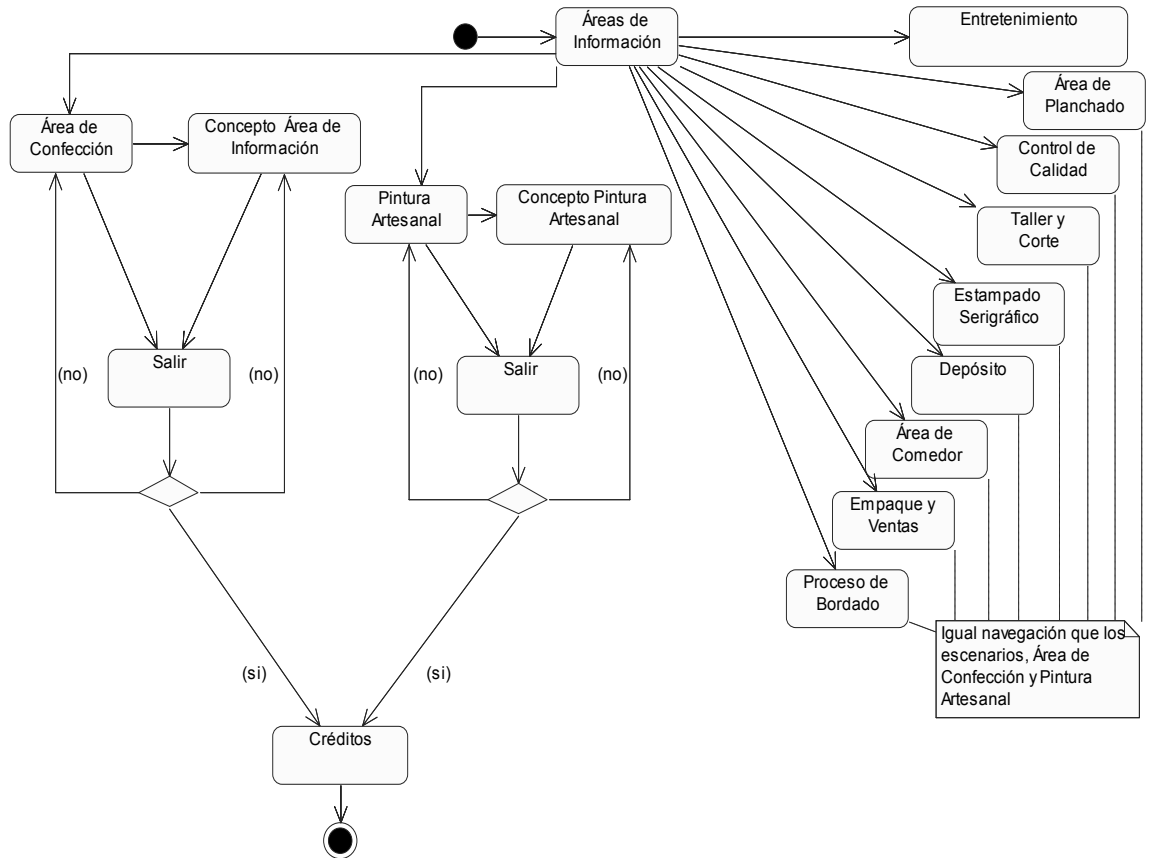 Áreas de
Información
Entretenimiento
Área de
Planchado
Área de
Confección
Concepto Área de
Información
Control de
Calidad
Pintura
Artesanal
Concepto Pintura
Artesanal
Taller y
Corte
Estampado
Serigráfico
Salir
(no)
(no)
Salir
(no)
(no)
Depósito
Área de
Comedor
Empaque y
Ventas
Proceso de
Bordado
Igual navegación que los
escenarios, Área de
Confección y Pintura
Artesanal
(si)
(si)
Créditos